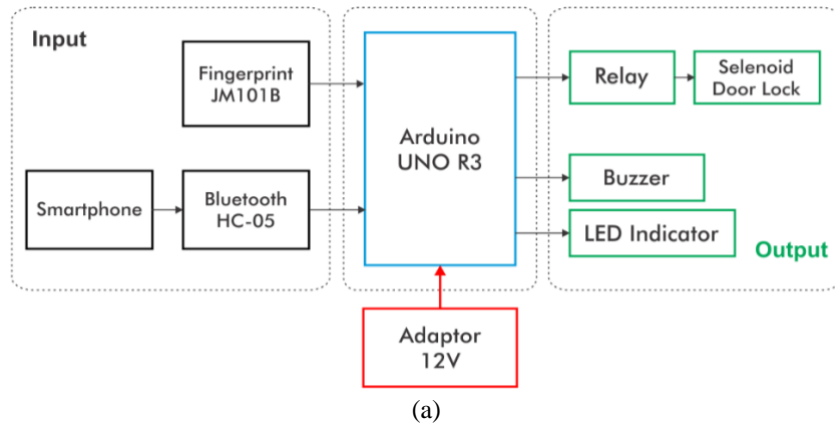 Input
Fingerprint
JM101B
Smartphone
Bluetooth
HC-05
Arduino
UNO R3
Adaptor
12V
Relay
Selenoid
Door Lock
Buzzer
LED Indicator
Output
(a)